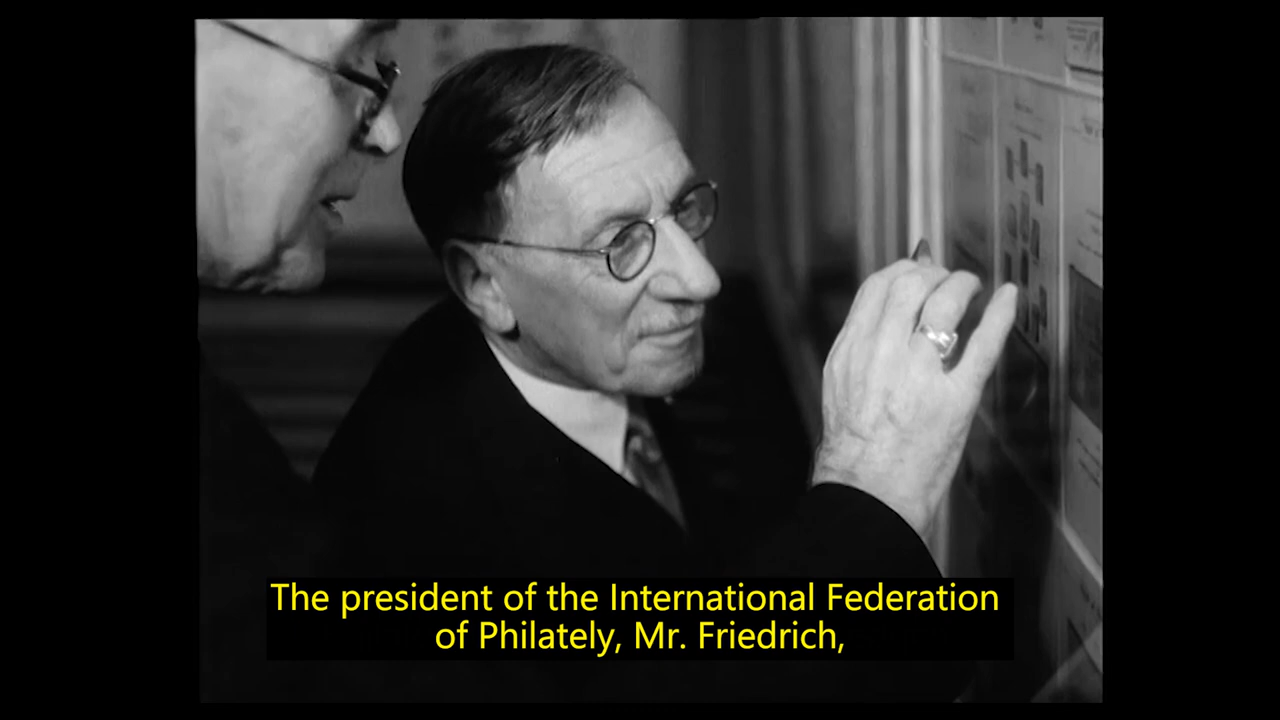 The president of the International Federation
of Philately, Mr. Friedrich,